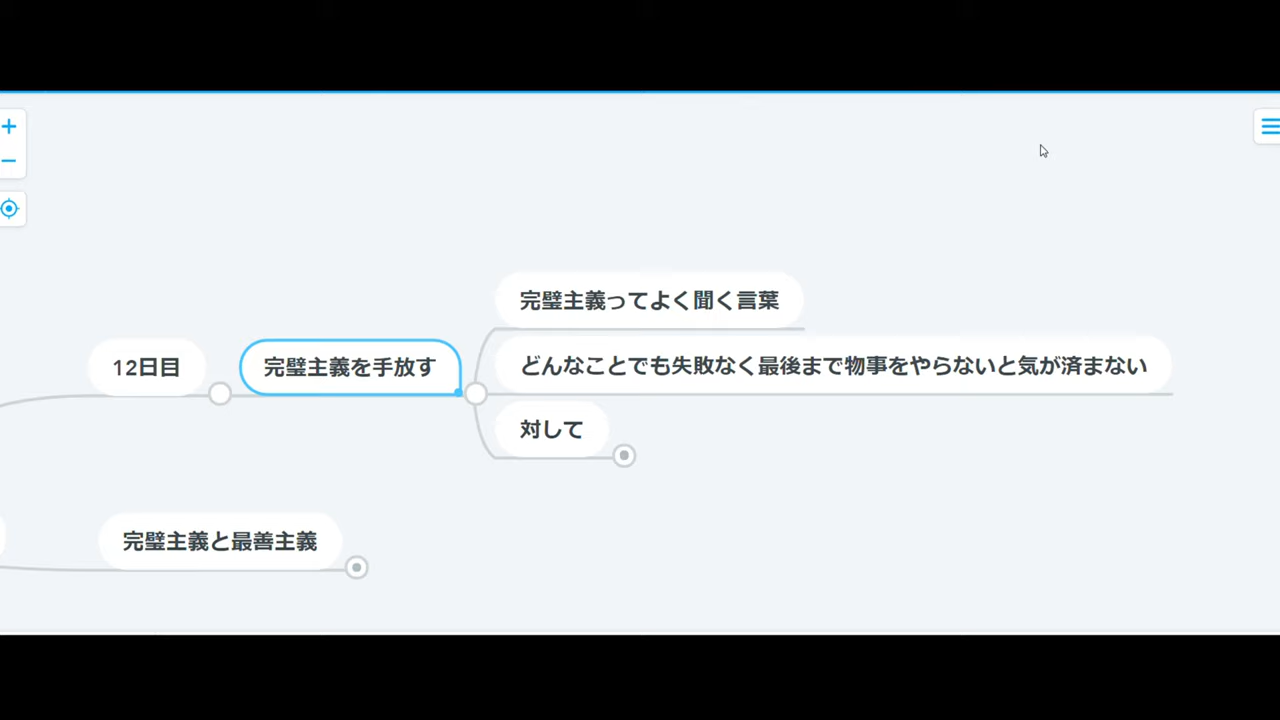 完璧主義ってよく聞く言葉
12日目
完璧主義を手放す
どんなことでも失敗なく最後まで物事をやらないと気が済まない
対して
完璧主義と最善主義